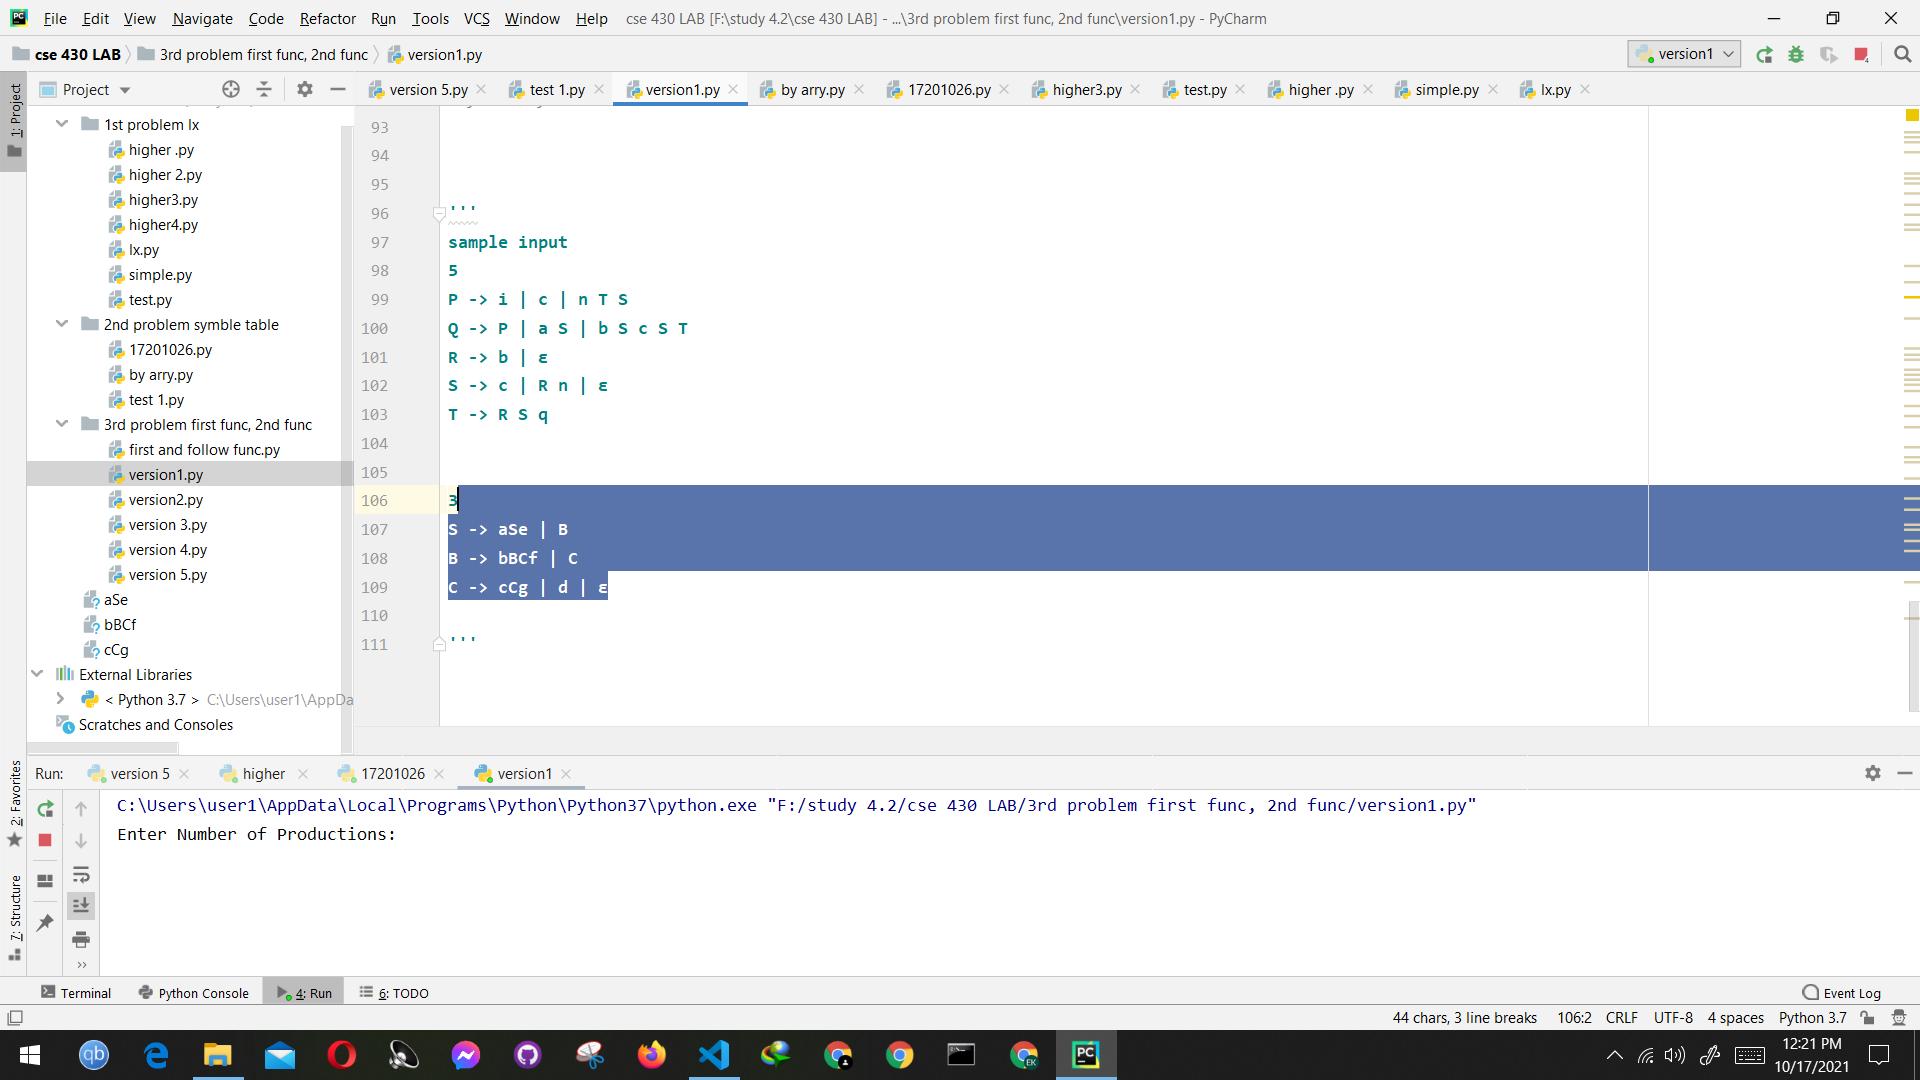 File Edit View Navigate Code Refactor Run Tools VCS Window Help cse 430 LAB [F:\study 4.2\cse 430 LAB] - ...\3rd problem first func, 2nd func\version1.py - PyCharm
cse 430 LAB 3rd problem first func, 2nd func version1.py version1
Project version 5.py test 1.py version1.py by arry.py 17201026.py higher3.py test.py higher .py simple.py lx.py
1: Project
1st problem lx
higher .py
higher 2.py
higher3.py
higher4.py
lx.py
simple.py
test.py
2nd problem symble table
17201026.py
by arry.py
test 1.py
3rd problem first func, 2nd func
first and follow func.py
version1.py
version2.py
version 3.py
version 4.py
version 5.py
aSe
bBCf
cCg
External Libraries
< Python 3.7 > C:\Users\user1\AppDa
Scratches and Consoles
93
94
95
96 '''
97 sample input
98 5
99 P -> i | c | n T S
100 Q -> P | a S | b S c S T
101 R -> b | ε
102 S -> c | R n | ε
103 T -> R S q
104
105
106 3
107 S -> aSe | B
108 B -> bBCf | C
109 C -> cCg | d | ε
110
111 '''
2: Favorites
7: Structure
Run: version 5 higher 17201026 version1
C:\Users\user1\AppData\Local\Programs\Python\Python37\python.exe "F:/study 4.2/cse 430 LAB/3rd problem first func, 2nd func/version1.py"
Enter Number of Productions:
Terminal Python Console 4: Run 6: TODO Event Log
44 chars, 3 line breaks 106:2 CRLF UTF-8 4 spaces Python 3.7
12:21 PM
10/17/2021